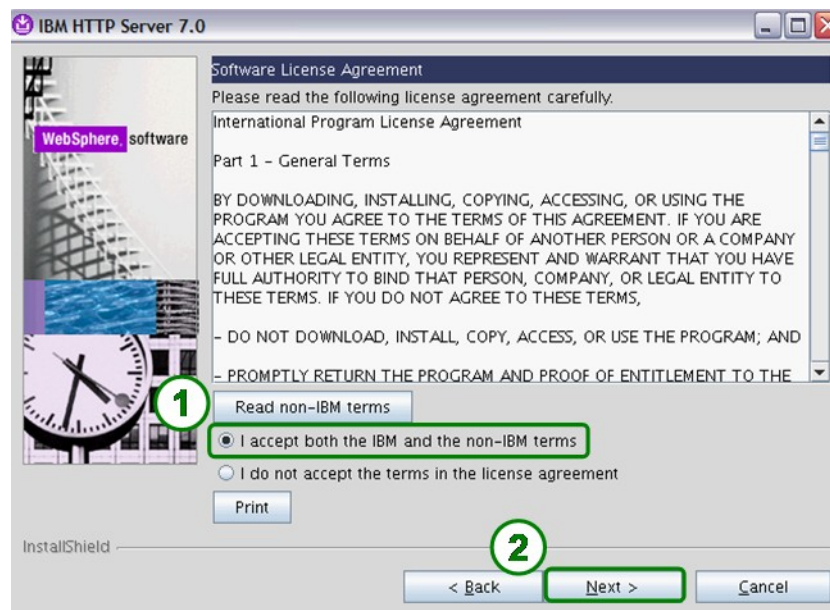 IBM HTTP Server 7.0
WebSphere. software
Software License Agreement
Please read the following license agreement carefully.
International Program License Agreement
Part 1 – General Terms
BY DOWNLOADING, INSTALLING, COPYING, ACCESSING, OR USING THE
PROGRAM YOU AGREE TO THE TERMS OF THIS AGREEMENT. IF YOU ARE
ACCEPTING THESE TERMS ON BEHALF OF ANOTHER PERSON OR A COMPANY
OR OTHER LEGAL ENTITY, YOU REPRESENT AND WARRANT THAT YOU HAVE
FULL AUTHORITY TO BIND THAT PERSON, COMPANY, OR LEGAL ENTITY TO
THESE TERMS. IF YOU DO NOT AGREE TO THESE TERMS,
– DO NOT DOWNLOAD, INSTALL, COPY, ACCESS, OR USE THE PROGRAM; AND
– PROMPTLY RETURN THE PROGRAM AND PROOF OF ENTITLEMENT TO THE
1
Read non-IBM terms
I accept both the IBM and the non-IBM terms
I do not accept the terms in the license agreement
Print
InstallShield
2
< Back
Next >
Cancel